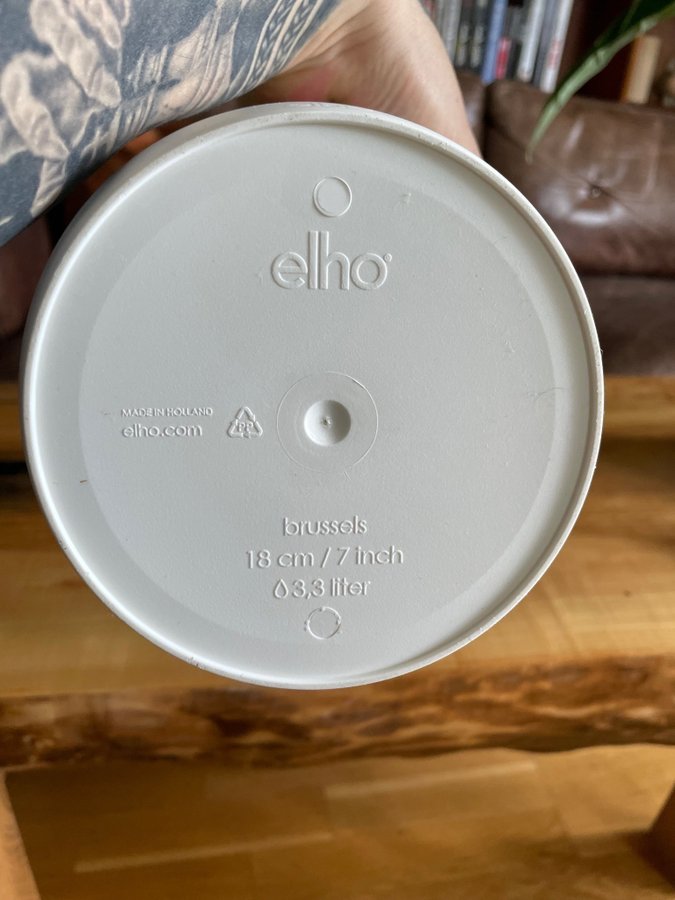 elho®
MADE IN HOLLAND
elho.com
PP
brussels
18 cm / 7 inch
3,3 liter